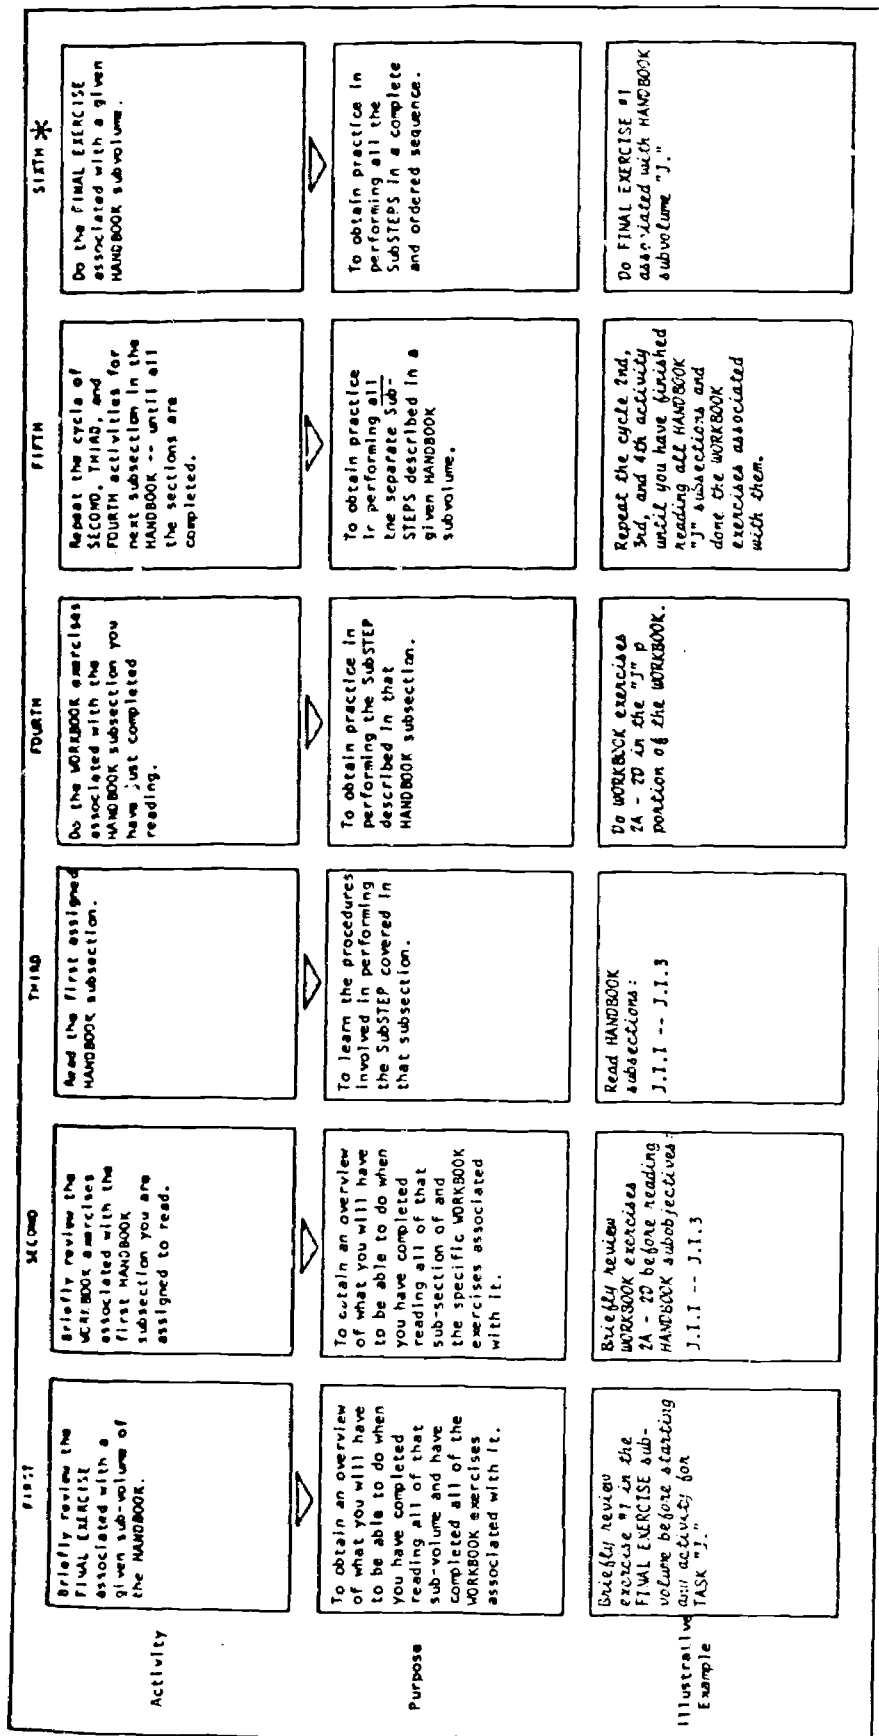 FIRST
SECOND
THIRD
FOURTH
FIFTH
SIXTH *
Activity
Briefly review the
FINAL EXERCISE
associated with a
given sub-volume of
the HANDBOOK.
Briefly review the
WORKBOOK exercises
associated with the
first HANDBOOK
subsection you are
assigned to read.
Read the first assigned
HANDBOOK subsection.
Do the WORKBOOK exercises
associated with the
HANDBOOK subsection you
have just completed
reading.
Repeat the cycle of
SECOND, THIRD, and
FOURTH activities for
next subsection in the
HANDBOOK -- until all
the sections are
completed.
Do the FINAL EXERCISE
associated with a given
HANDBOOK subvolume.
Purpose
To obtain an overview
of what you will have
to be able to do when
you have completed
reading all of that
sub-volume and have
completed all of the
WORKBOOK exercises
associated with it.
To obtain an overview
of what you will have
to be able to do when
you have completed
reading all of that
sub-section of and
the specific WORKBOOK
exercises associated
with it.
To learn the procedures
involved in performing
the SubSTEP covered in
that subsection.
To obtain practice in
performing the SubSTEP
described in that
HANDBOOK subsection.
To obtain practice
in performing all
the separate Sub-
STEPS described in a
given HANDBOOK
subvolume.
To obtain practice in
performing all the
SubSTEPS in a complete
and ordered sequence.
Illustrative
Example
Briefly review
exercise #1 in the
FINAL EXERCISE sub-
volume before starting
any activity for
TASK "J."
Briefly review
WORKBOOK exercises
2A - 2D before reading
HANDBOOK subobjectives:
J.I.1 -- J.I.3
Read HANDBOOK
subsections:
J.I.1 -- J.I.3
Do WORKBOOK exercises
2A - 2D in the "J" p
portion of the WORKBOOK.
Repeat the cycle 2nd,
3rd, and 4th activity
until you have finished
reading all HANDBOOK
"J" subsections and
done the WORKBOOK
exercises associated
with them.
Do FINAL EXERCISE #1
associated with HANDBOOK
subvolume "J."